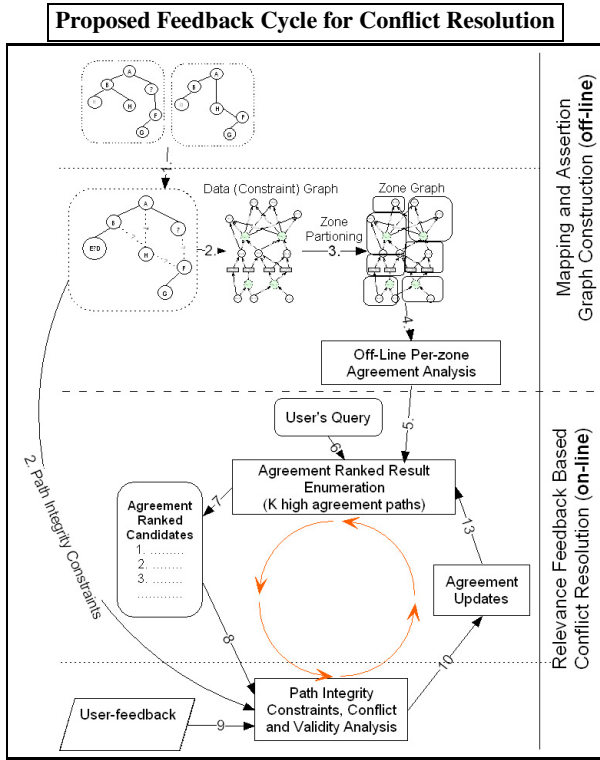 Proposed Feedback Cycle for Conflict Resolution
A
B
?
H
F
G
A
B
H
F
G
1.
A
B
?
E?D
H
F
G
2.
Data (Constraint) Graph
Zone
Partioning
3.
Zone Graph
4.
Off-Line Per-zone
Agreement Analysis
Mapping and Assertion
Graph Construction (off-line)
5.
User's Query
6
Agreement Ranked Result
Enumeration
(K high agreement paths)
7
Agreement
Ranked
Candidates
1. .........
2. .........
3. .........
...........
2. Path Integrity Constraints
8
13
Agreement
Updates
10
Path Integrity
Constraints, Conflict
and Validity Analysis
User-feedback
9
Relevance Feedback Based
Conflict Resolution (on-line)